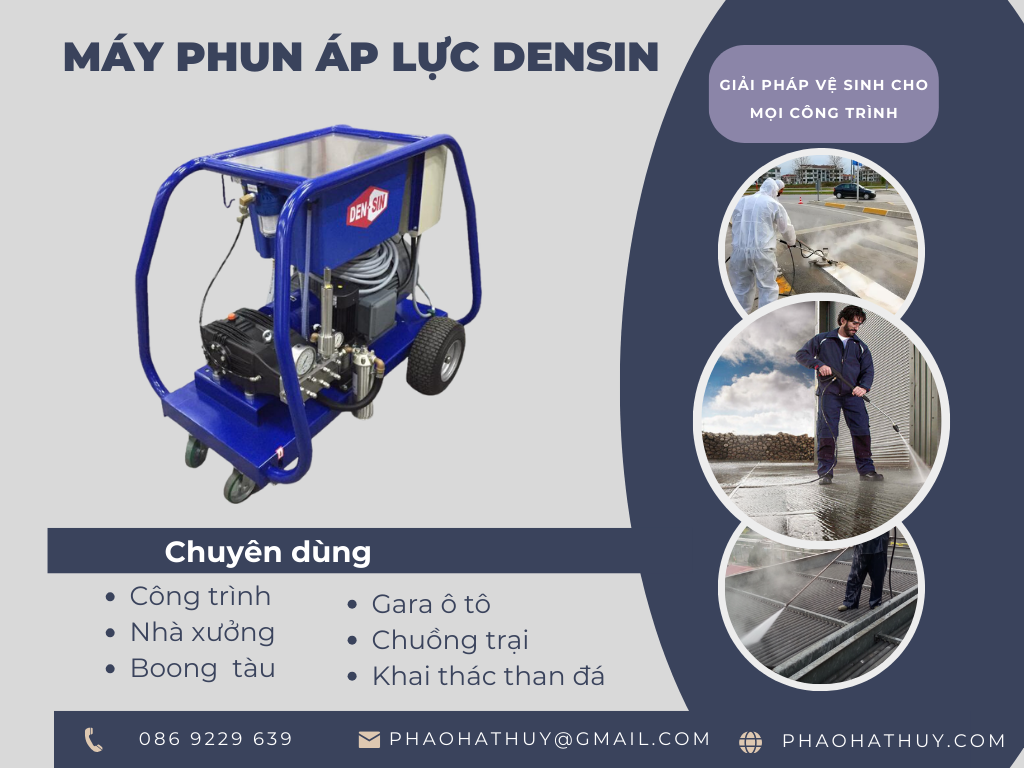 MÁY PHUN ÁP LỰC DENSIN
GIẢI PHÁP VỆ SINH CHO
MỌI CÔNG TRÌNH
DEN-SIN
Chuyên dùng
Công trình
Nhà xưởng
Boong tàu
Gara ô tô
Chuồng trại
Khai thác than đá
086 9229 639
PHAOHATHUY@GMAIL.COM
PHAOHATHUY.COM